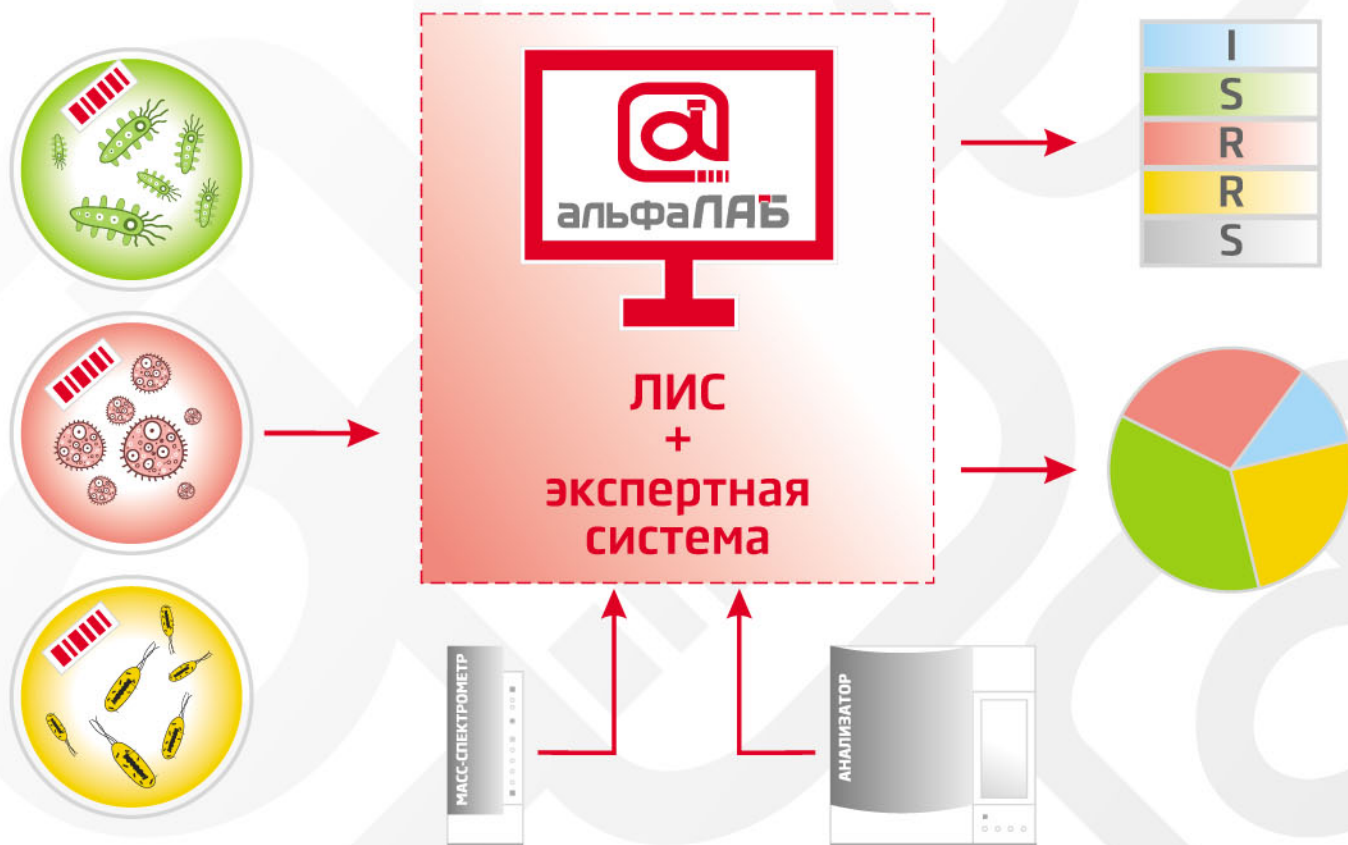 альфаЛАБ
ЛИС
+
экспертная
система
МАСС-СПЕКТРОМЕТР
АНАЛИЗАТОР
I
S
R
R
S